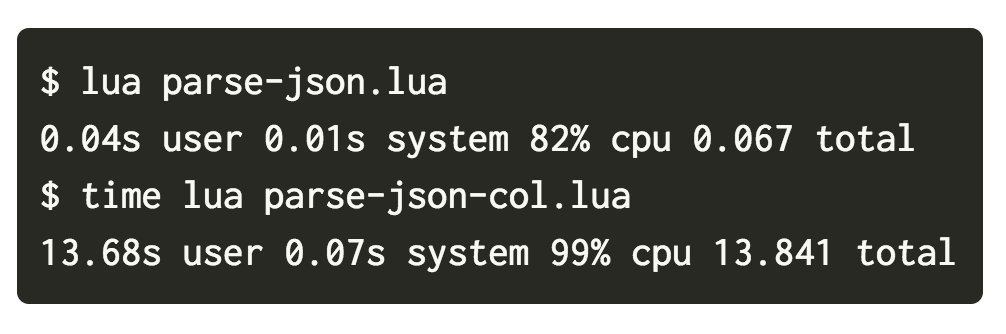 $ lua parse-json.lua
0.04s user 0.01s system 82% cpu 0.067 total
$ time lua parse-json-col.lua
13.68s user 0.07s system 99% cpu 13.841 total